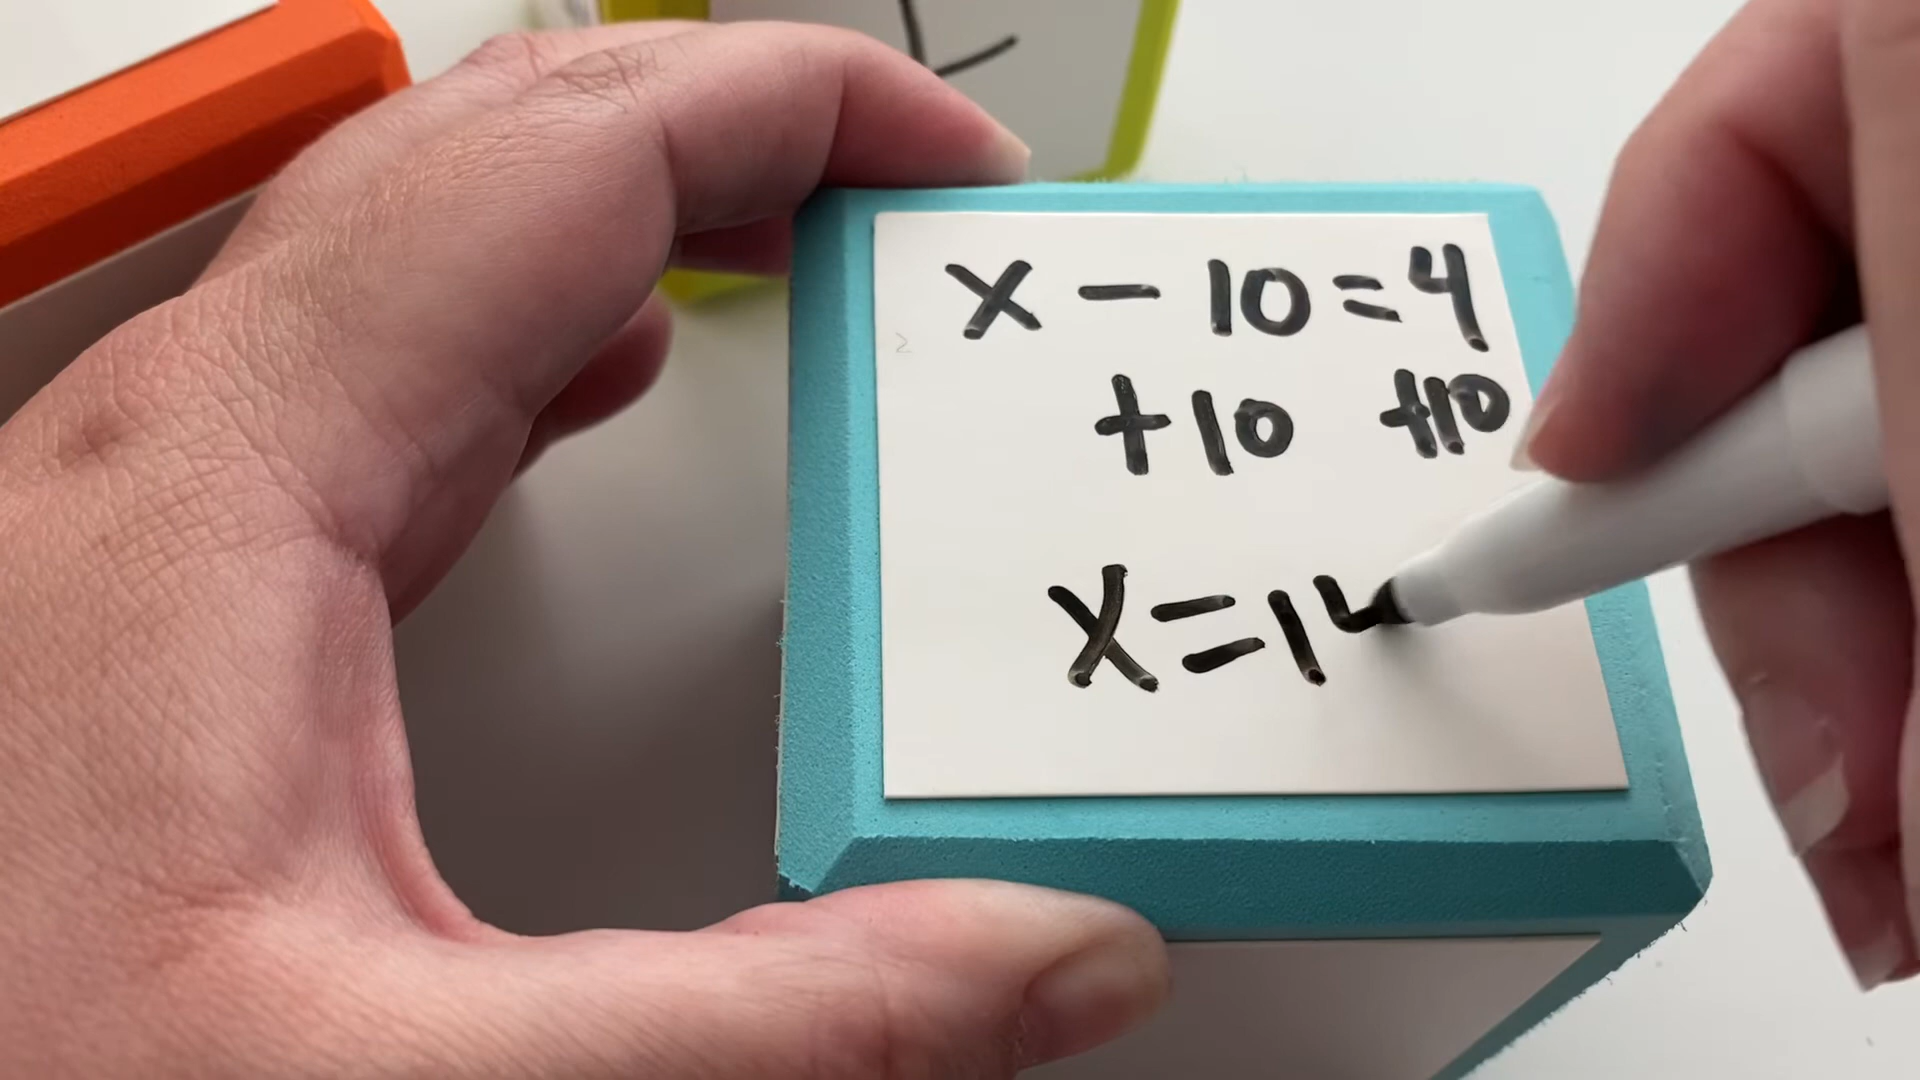 x - 10 = 4
+10 +10
x = 14